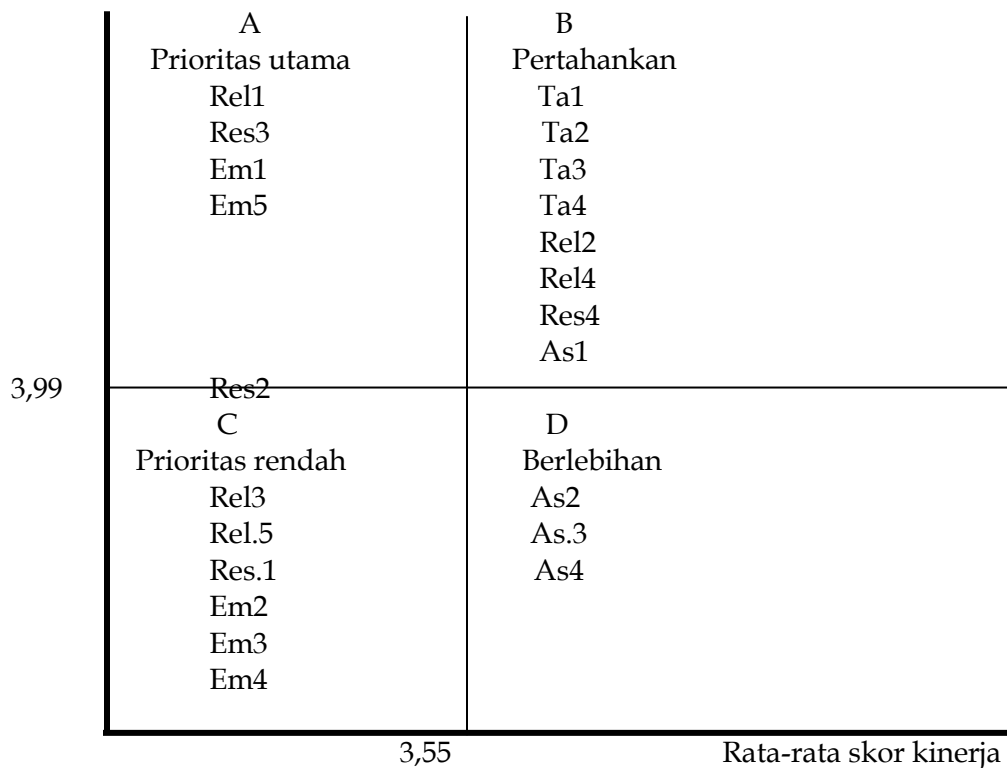 A
Prioritas utama
Rel1
Res3
Em1
Em5
B
Pertahankan
Ta1
Ta2
Ta3
Ta4
Rel2
Rel4
Res4
As1
3,99
Res2
C
Prioritas rendah
Rel3
Rel.5
Res.1
Em2
Em3
Em4
D
Berlebihan
As2
As.3
As4
3,55
Rata-rata skor kinerja